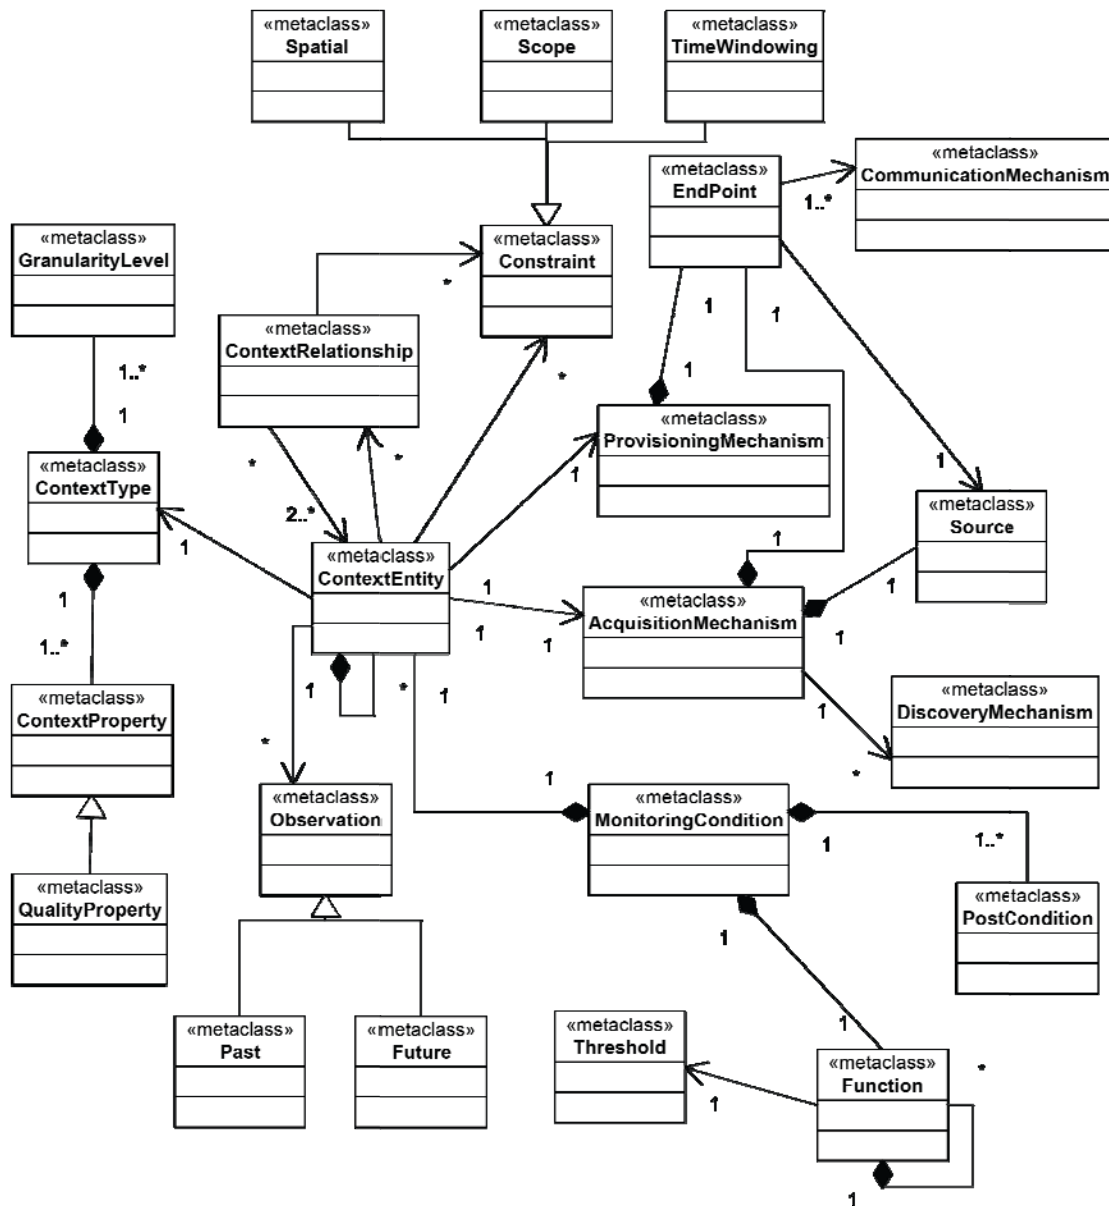 «metaclass»
Spatial
«metaclass»
Scope
«metaclass»
TimeWindowing
«metaclass»
EndPoint
«metaclass»
CommunicationMechanism
1..*
«metaclass»
GranularityLevel
«metaclass»
Constraint
*
«metaclass»
ContextRelationship
1
1
1..*
*
1
1
«metaclass»
ProvisioningMechanism
«metaclass»
ContextType
*
*
1
1
«metaclass»
Source
2..*
1
1
«metaclass»
ContextEntity
1
1
1
1
«metaclass»
AcquisitionMechanism
1
1
1
1..*
1
*
1
«metaclass»
ContextProperty
1
«metaclass»
DiscoveryMechanism
*
*
1
«metaclass»
Observation
«metaclass»
MonitoringCondition
1
1..*
«metaclass»
QualityProperty
«metaclass»
PostCondition
1
«metaclass»
Past
«metaclass»
Future
«metaclass»
Threshold
1
«metaclass»
Function
*
1
1